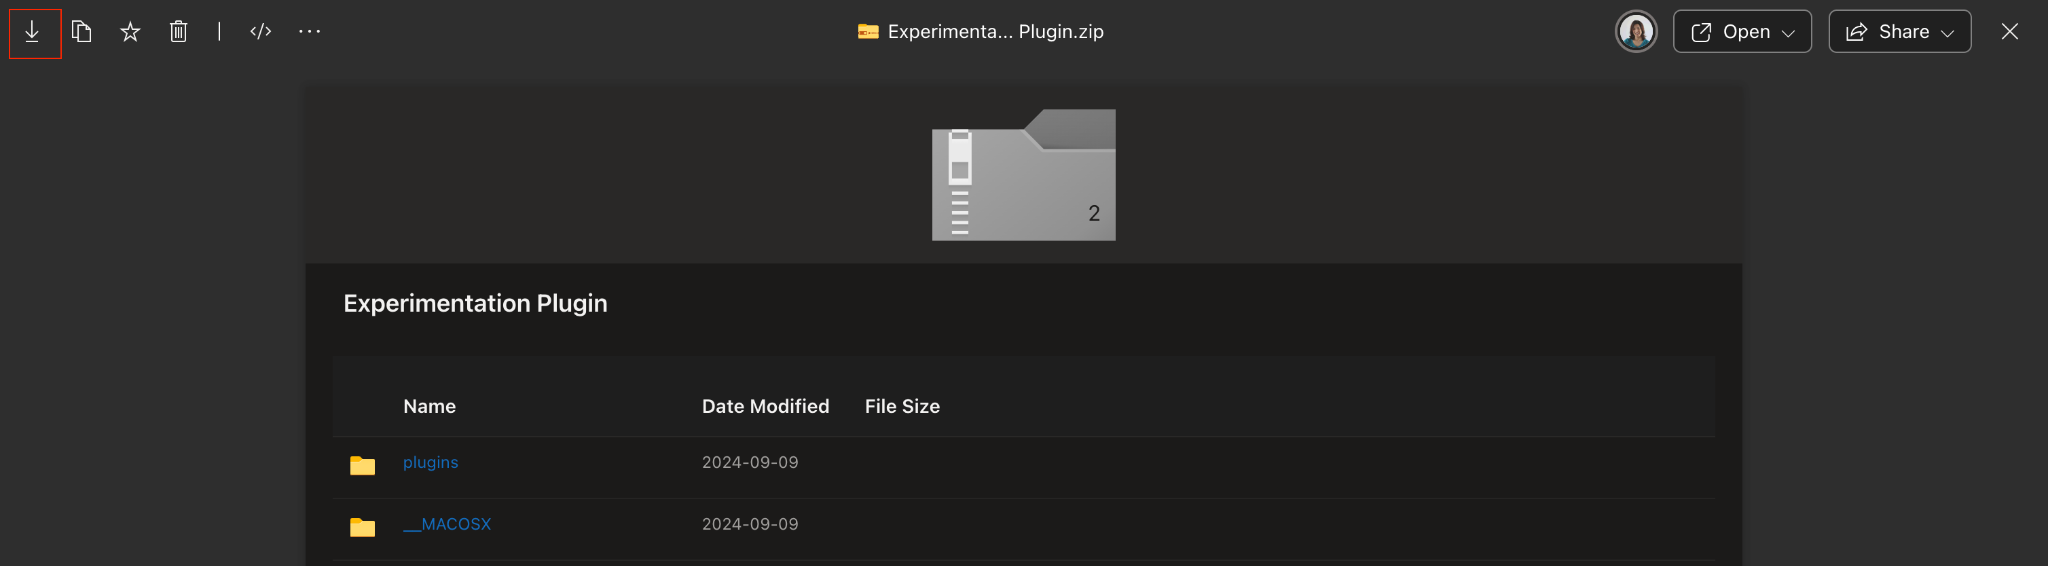 Experimenta... Plugin.zip
Open
Share
2
Experimentation Plugin
Name Date Modified File Size
plugins 2024-09-09
__MACOSX 2024-09-09